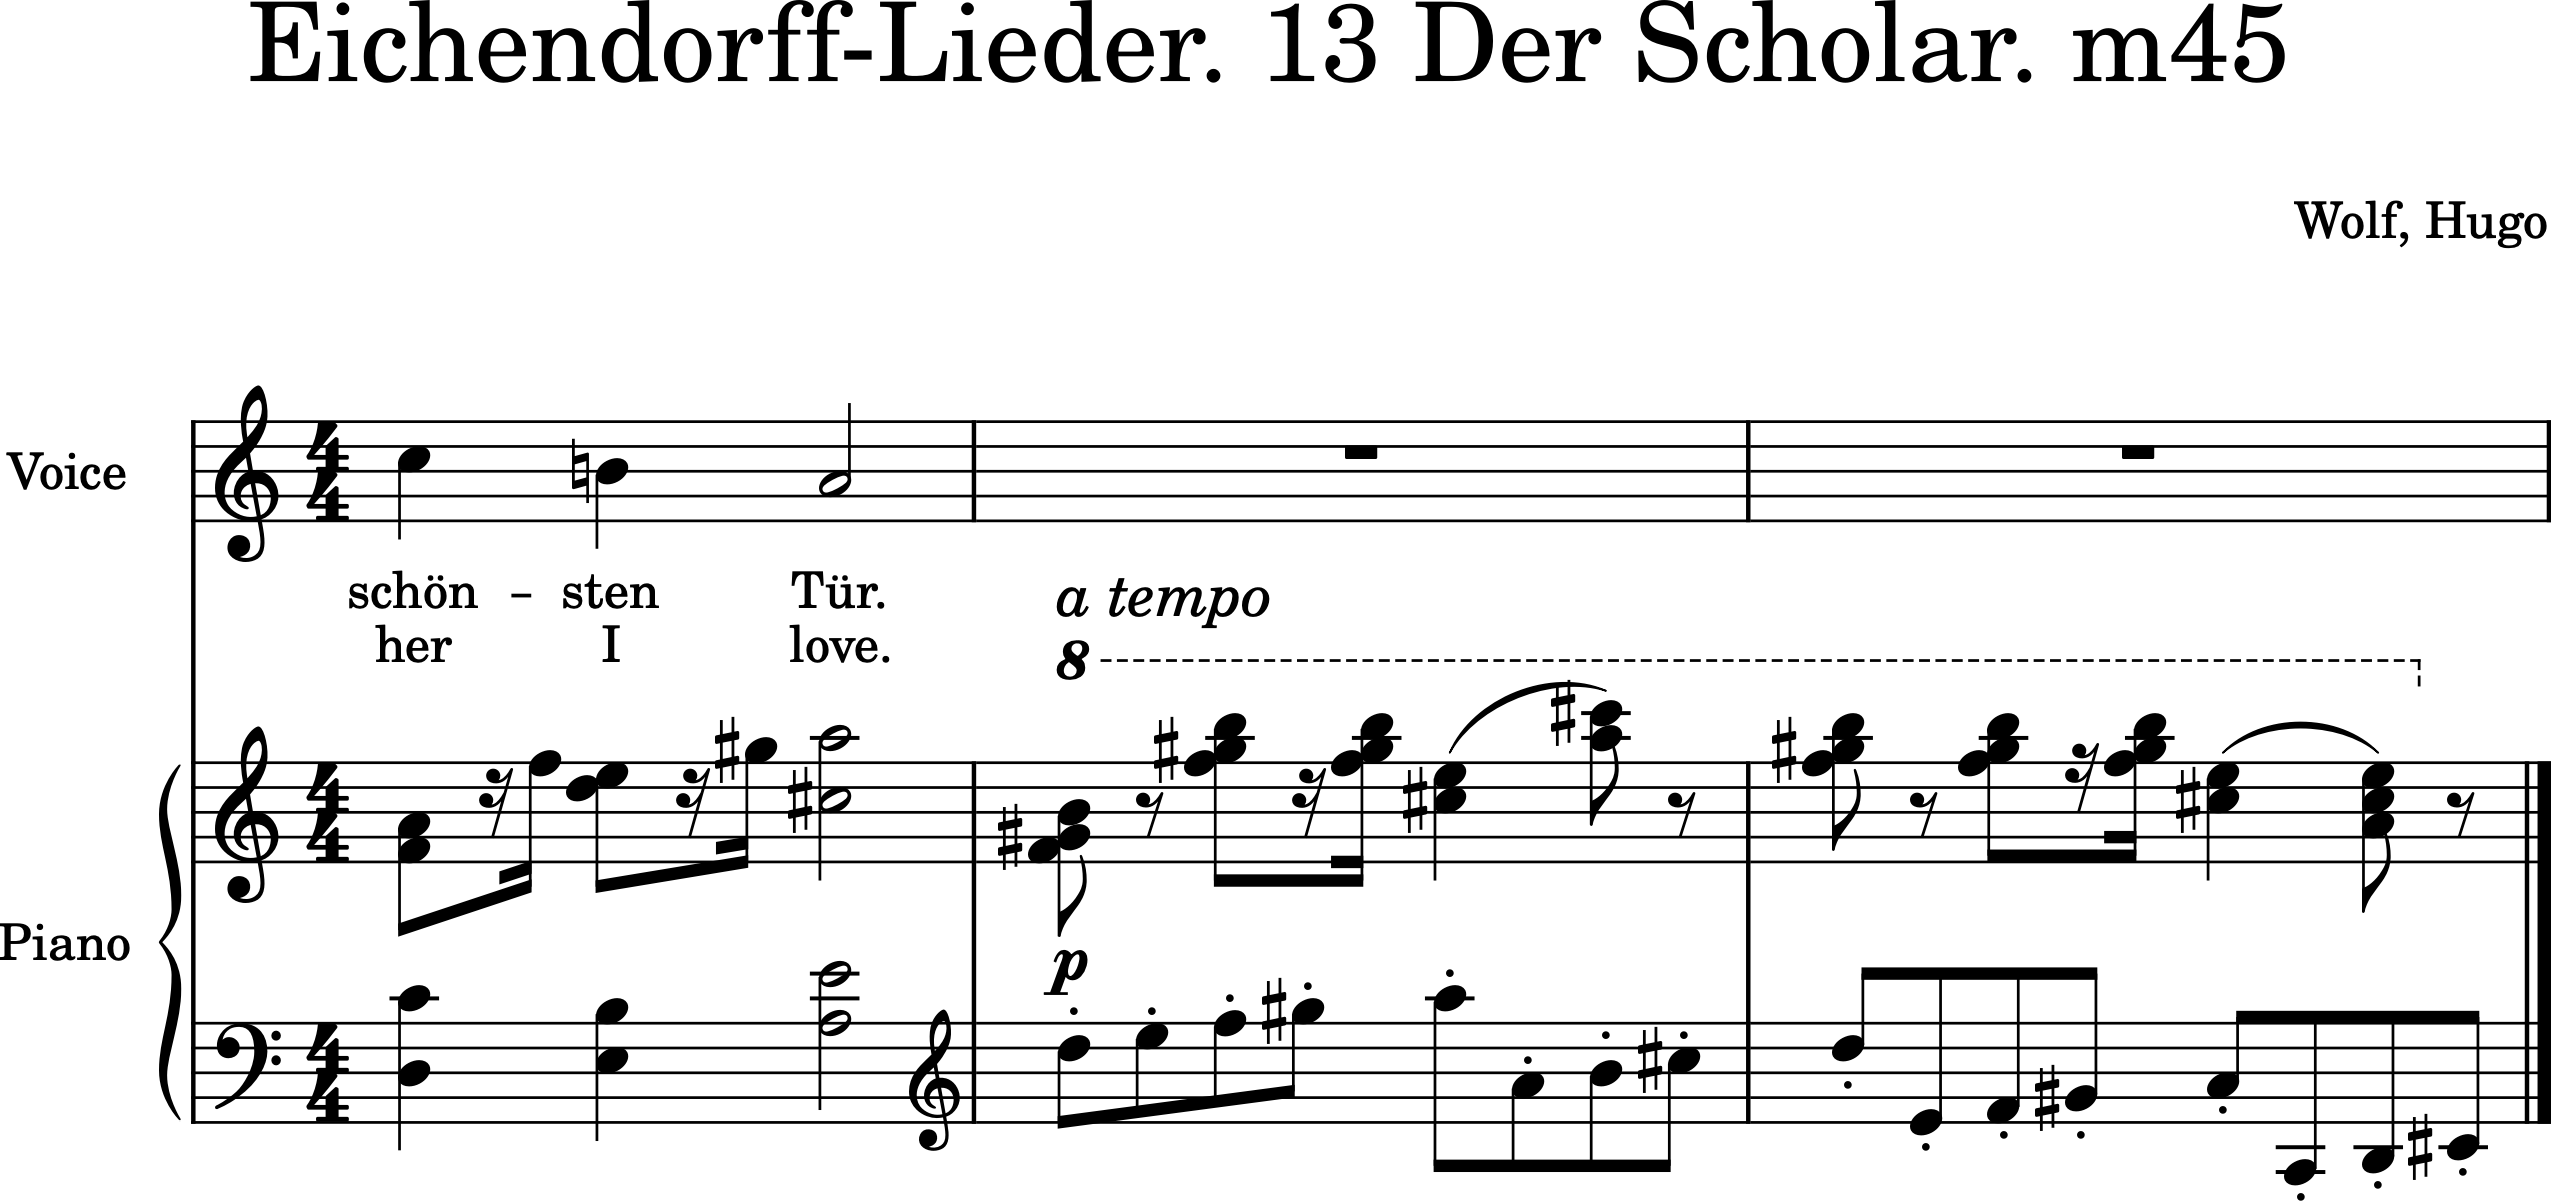 Eichendorff-Lieder. 13 Der Scholar. m45
Wolf, Hugo
Voice
schön – sten Tür.
her I love.
a tempo
8
Piano
p